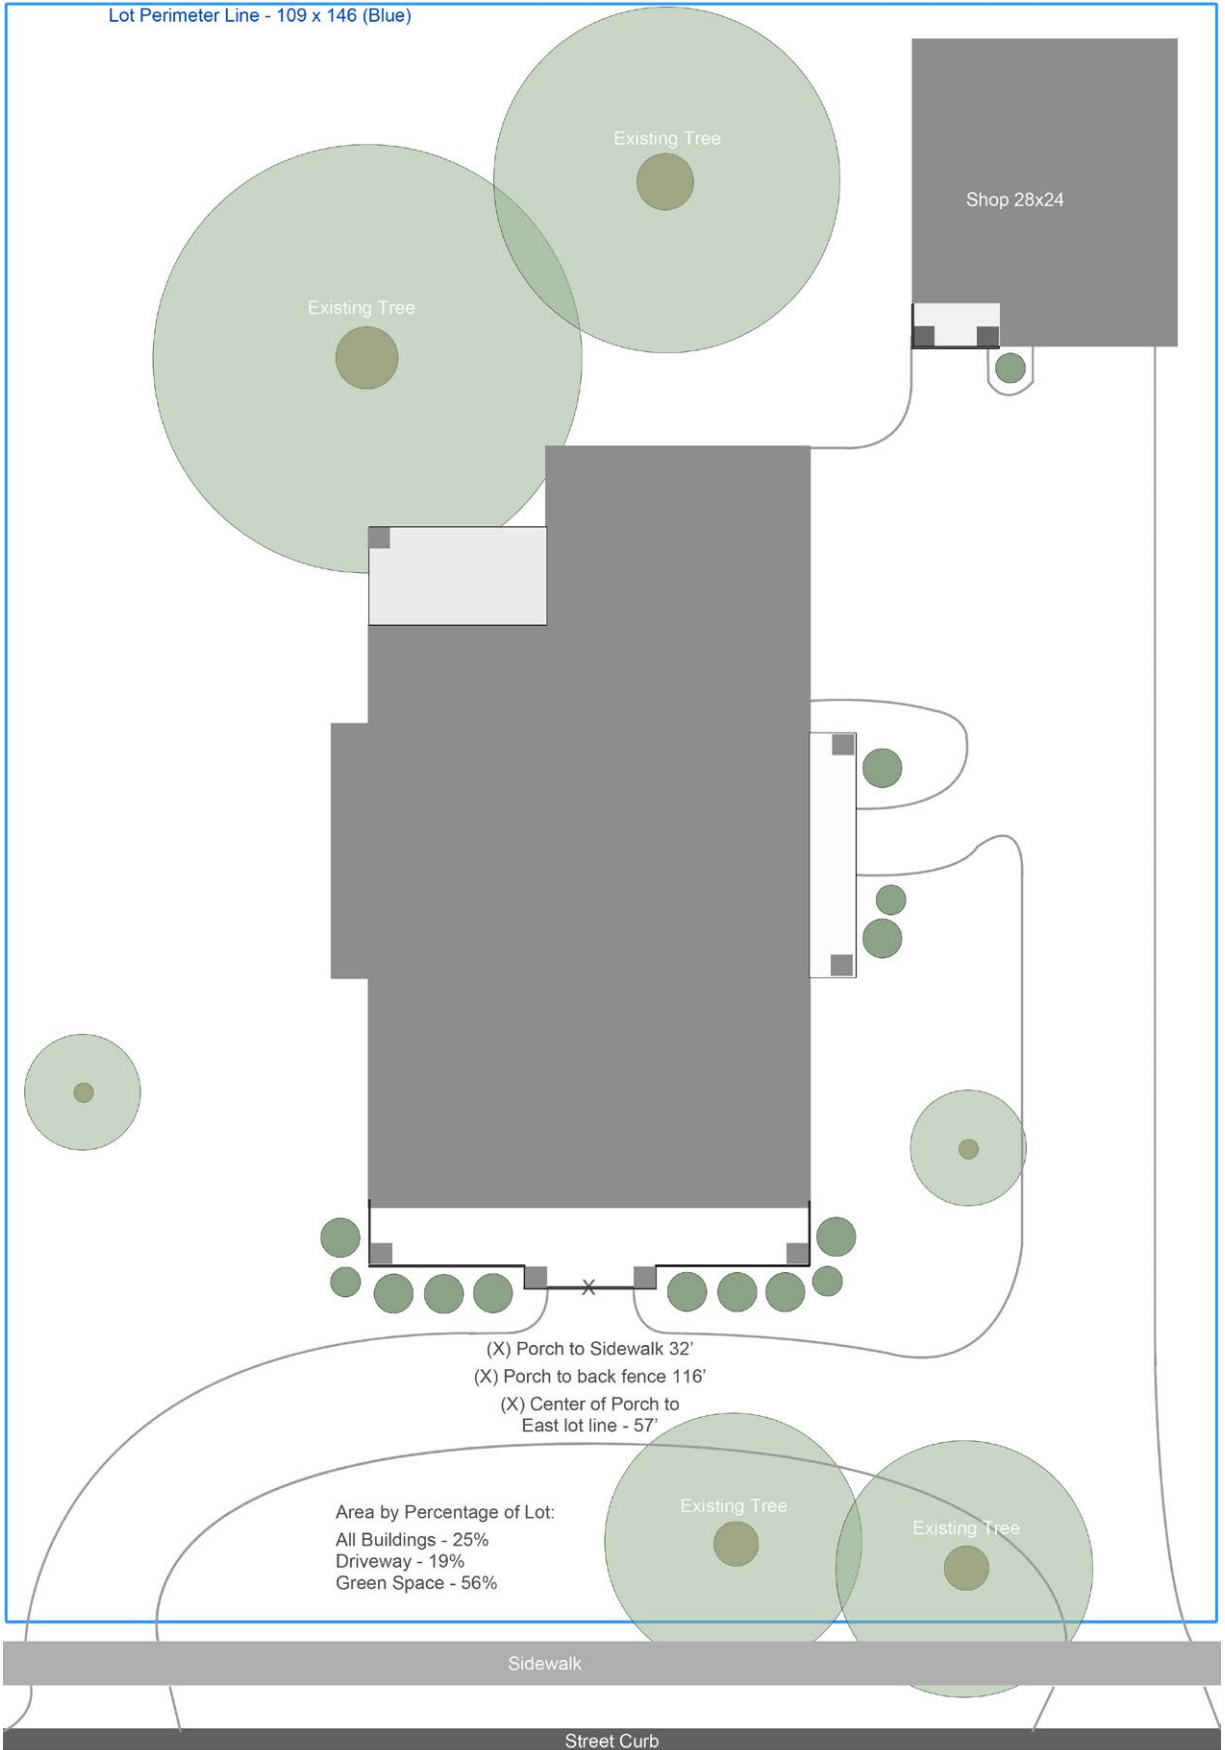 Lot Perimeter Line - 109 x 146 (Blue)
Existing Tree
Shop 28x24
Existing Tree
X
(X) Porch to Sidewalk 32'
(X) Porch to back fence 116'
(X) Center of Porch to
East lot line - 57'
Existing Tree
Existing Tree
Area by Percentage of Lot:
All Buildings - 25%
Driveway - 19%
Green Space - 56%
Sidewalk
Street Curb